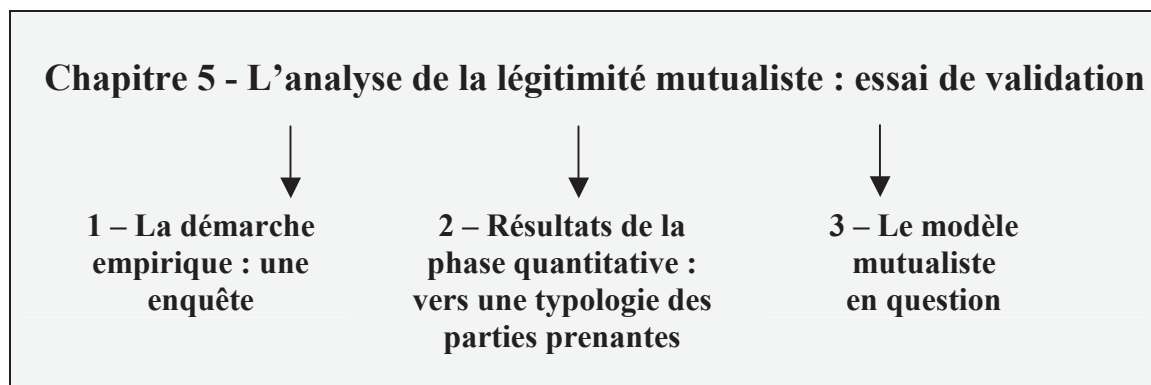 Chapitre 5 - L’analyse de la légitimité mutualiste : essai de validation
1 – La démarche
empirique : une
enquête
2 – Résultats de la
phase quantitative :
vers une typologie des
parties prenantes
3 – Le modèle
mutualiste
en question